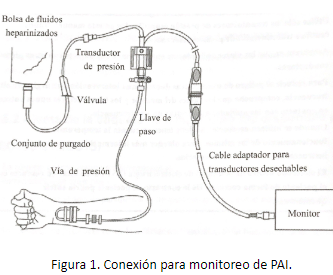 Bolsa de fluidos
heparinizados
Transductor
de presión
Válvula
Llave de
paso
Conjunto de purgado
Vía de presión
Cable adaptador para
transductores desechables
Monitor
Figura 1. Conexión para monitoreo de PAI.